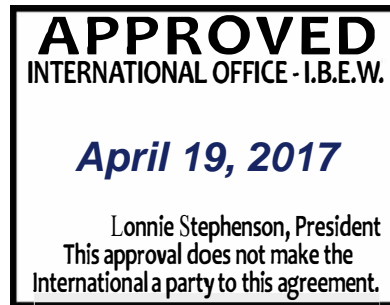 APPROVED
INTERNATIONAL OFFICE - I.B.E.W.
April 19, 2017
Lonnie Stephenson, President
This approval does not make the
International a party to this agreement.